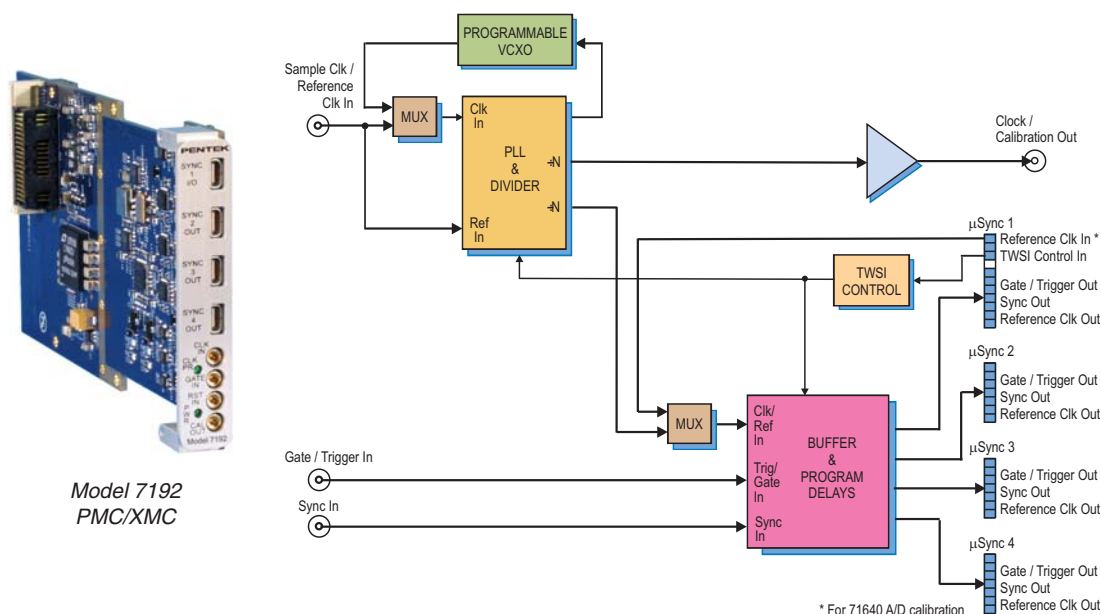 PENTEK
SYNC
1
I/O
SYNC
2
OUT
SYNC
3
OUT
SYNC
4
OUT
CLK
IN
CLK
PR
GATE
IN
RST
IN
P
W
R
CAL
OUT
Model 7192
Model 7192
PMC/XMC
PROGRAMMABLE
VCXO
Sample Clk /
Reference
Clk In
MUX
Clk
In
PLL
&
DIVIDER
÷N
÷N
Ref
In
Clock /
Calibration Out
µSync 1
Reference Clk In *
TWSI Control In
Gate / Trigger Out
Sync Out
Reference Clk Out
TWSI
CONTROL
µSync 2
Gate / Trigger Out
Sync Out
Reference Clk Out
MUX
Clk/
Ref
In
Trig/
Gate
In
Sync
In
BUFFER
&
PROGRAM
DELAYS
Gate / Trigger In
Sync In
µSync 3
Gate / Trigger Out
Sync Out
Reference Clk Out
µSync 4
Gate / Trigger Out
Sync Out
Reference Clk Out
* For 71640 A/D calibration